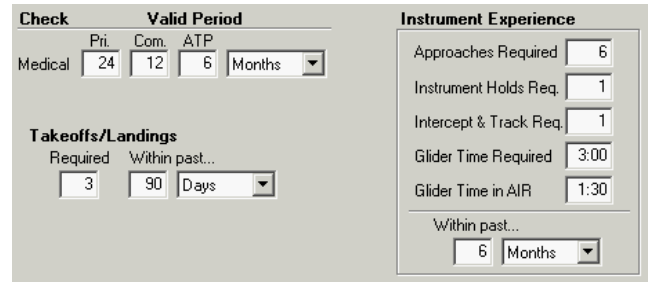 Check Valid Period
Pri. Com. ATP
Medical 24 12 6 Months
Takeoffs/Landings
Required Within past...
3 90 Days
Instrument Experience
Approaches Required 6
Instrument Holds Req. 1
Intercept & Track Req. 1
Glider Time Required 3:00
Glider Time in AIR 1:30
Within past...
6 Months